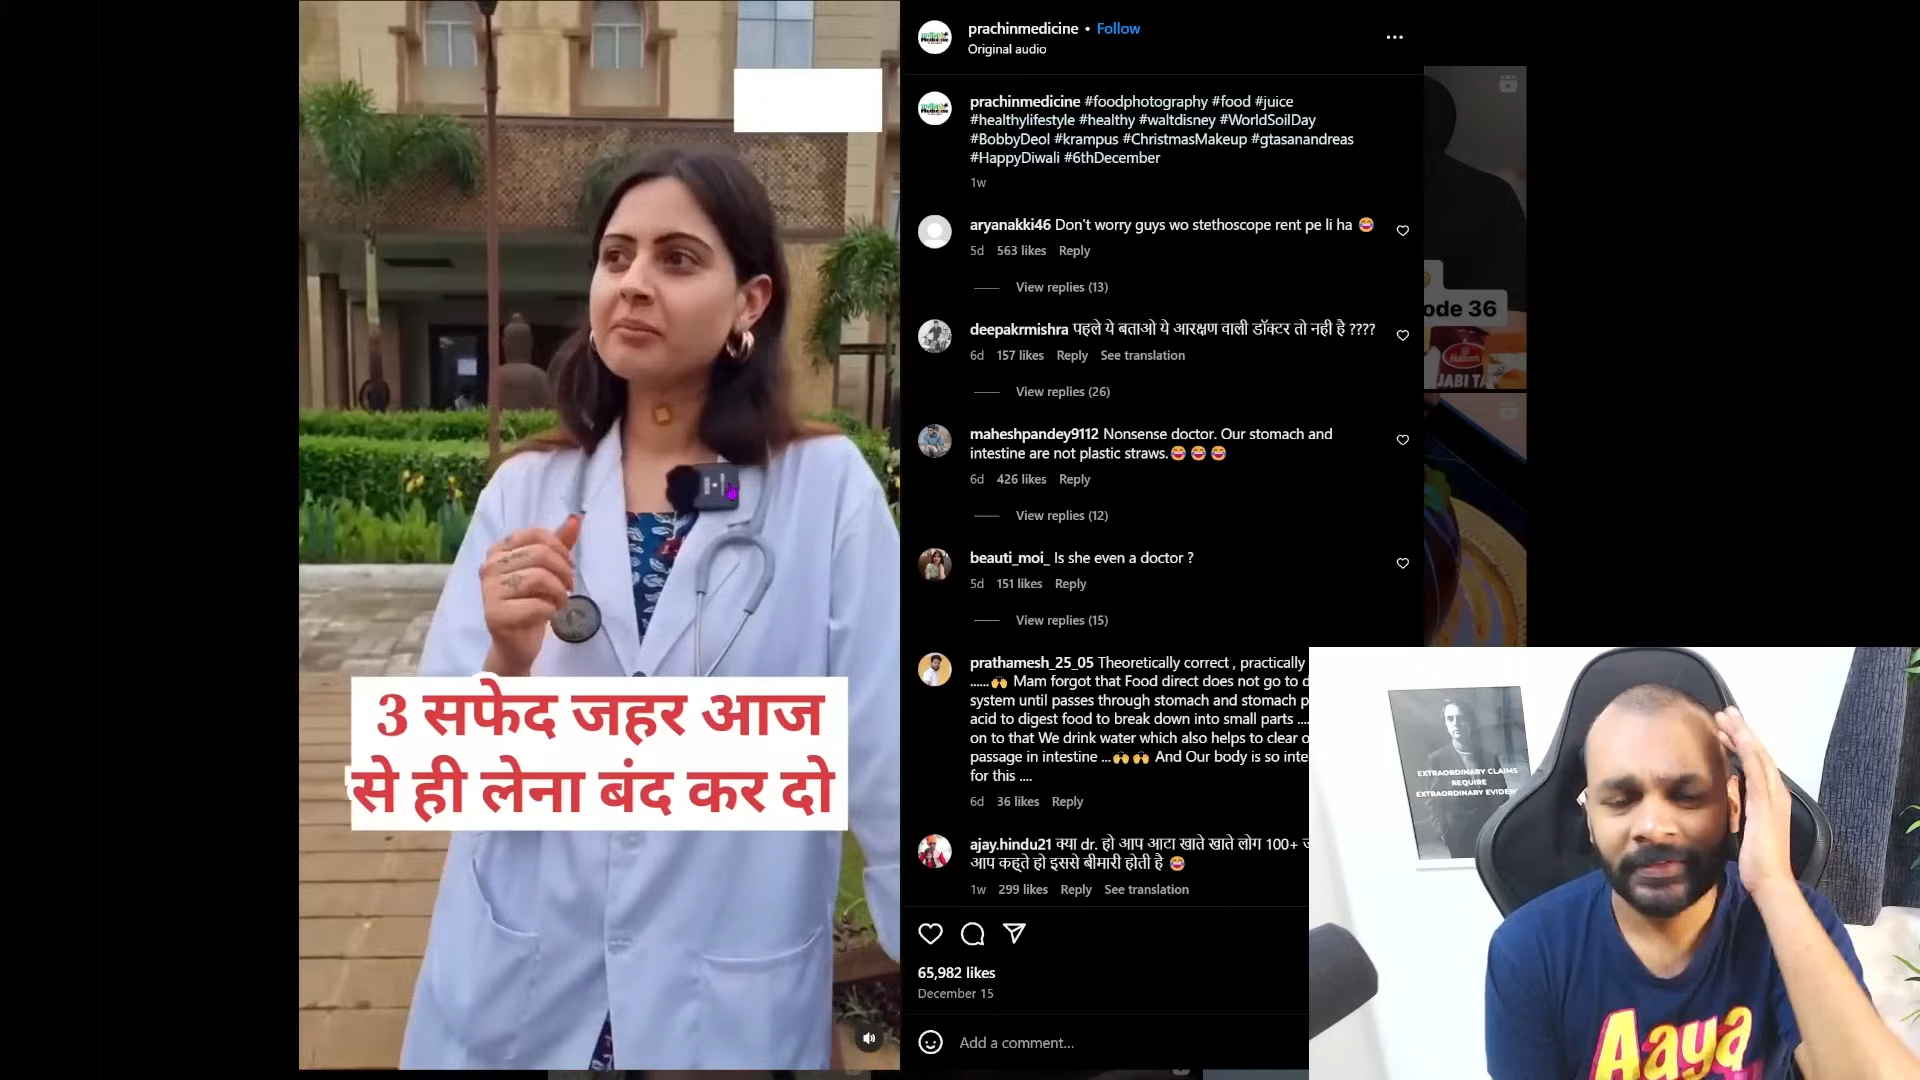 3 सफेद जहर आज
से ही लेना बंद कर दो
prachinmedicine • Follow
Original audio
prachinmedicine #foodphotography #food #juice
#healthylifestyle #healthy #waltdisney #WorldSoilDay
#BobbyDeol #krampus #ChristmasMakeup #gtasanandreas
#HappyDiwali #6thDecember
1w
aryanakki46 Don't worry guys wo stethoscope rent pe li ha 😂
5d 563 likes Reply
View replies (13)
deepakrmishra पहले ये बताओ ये आरक्षण वाली डॉक्टर तो नही है ????
6d 157 likes Reply See translation
View replies (26)
maheshpandey9112 Nonsense doctor. Our stomach and
intestine are not plastic straws.😂😂😂
6d 426 likes Reply
View replies (12)
beauti_moi_ Is she even a doctor ?
5d 151 likes Reply
View replies (15)
prathamesh_25_05 Theoretically correct , practically
......🙌 Mam forgot that Food direct does not go to d
system until passes through stomach and stomach p
acid to digest food to break down into small parts ....
on to that We drink water which also helps to clear o
passage in intestine ...🙌🙌 And Our body is so inte
for this ....
6d 36 likes Reply
ajay.hindu21 क्या dr. हो आप आटा खाते खाते लोग 100+
आप कह्ते हो इससे बीमारी होती है 😂
1w 299 likes Reply See translation
65,982 likes
December 15
Add a comment...
ode 36
JABI TA
EXTRAORDINARY CLAIMS
REQUIRE
EXTRAORDINARY EVIDEN
Aaya